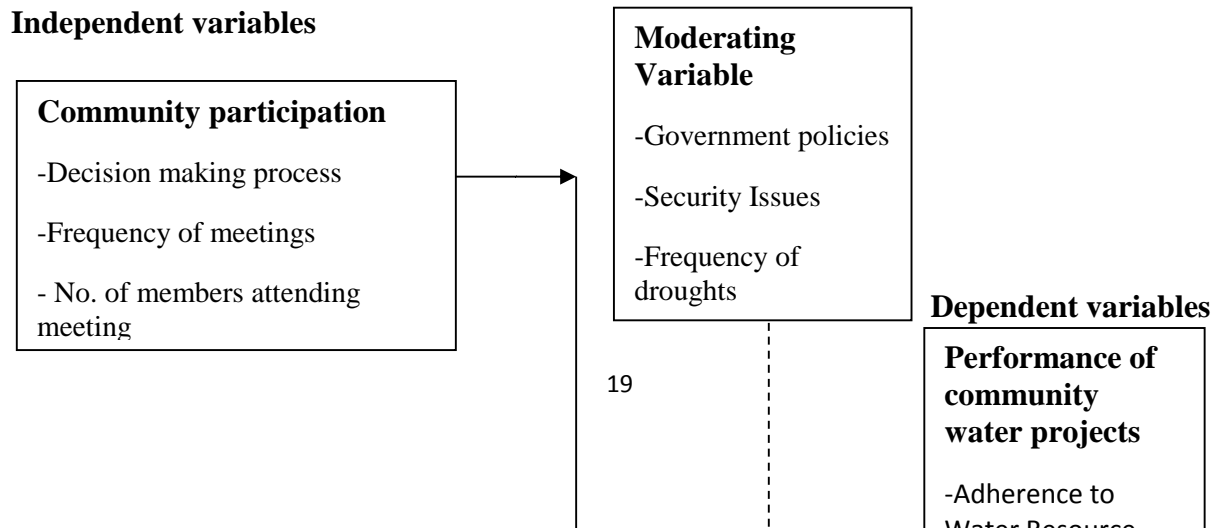 Independent variables
Community participation
-Decision making process
-Frequency of meetings
- No. of members attending
meeting
Moderating
Variable
-Government policies
-Security Issues
-Frequency of
droughts
19
Dependent variables
Performance of
community
water projects
-Adherence to
Water Resource